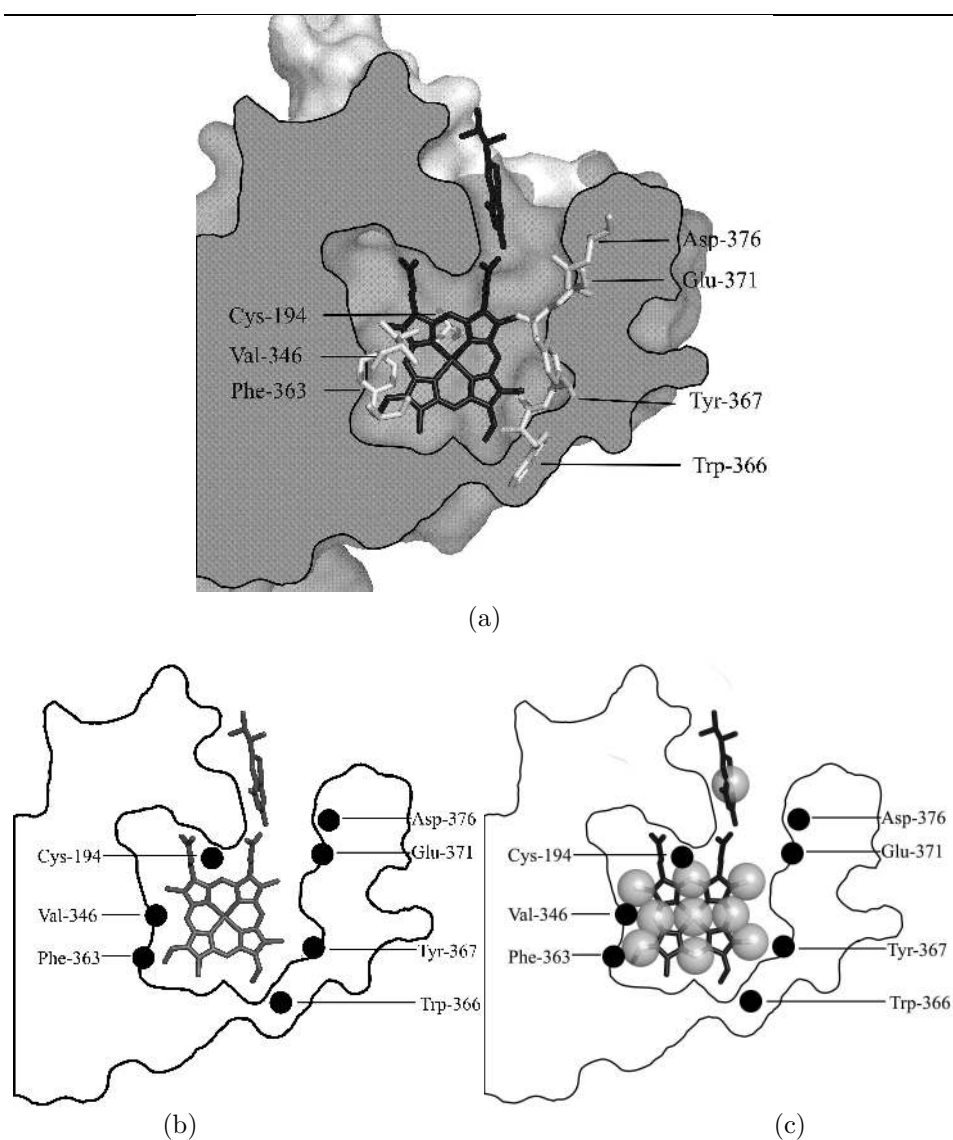 Asp-376
Glu-371
Cys-194
Val-346
Phe-363
Tyr-367
Trp-366
(a)
Asp-376
Cys-194
Glu-371
Val-346
Phe-363
Tyr-367
Trp-366
(b)
Asp-376
Cys-194
Glu-371
Val-346
Phe-363
Tyr-367
Trp-366
(c)